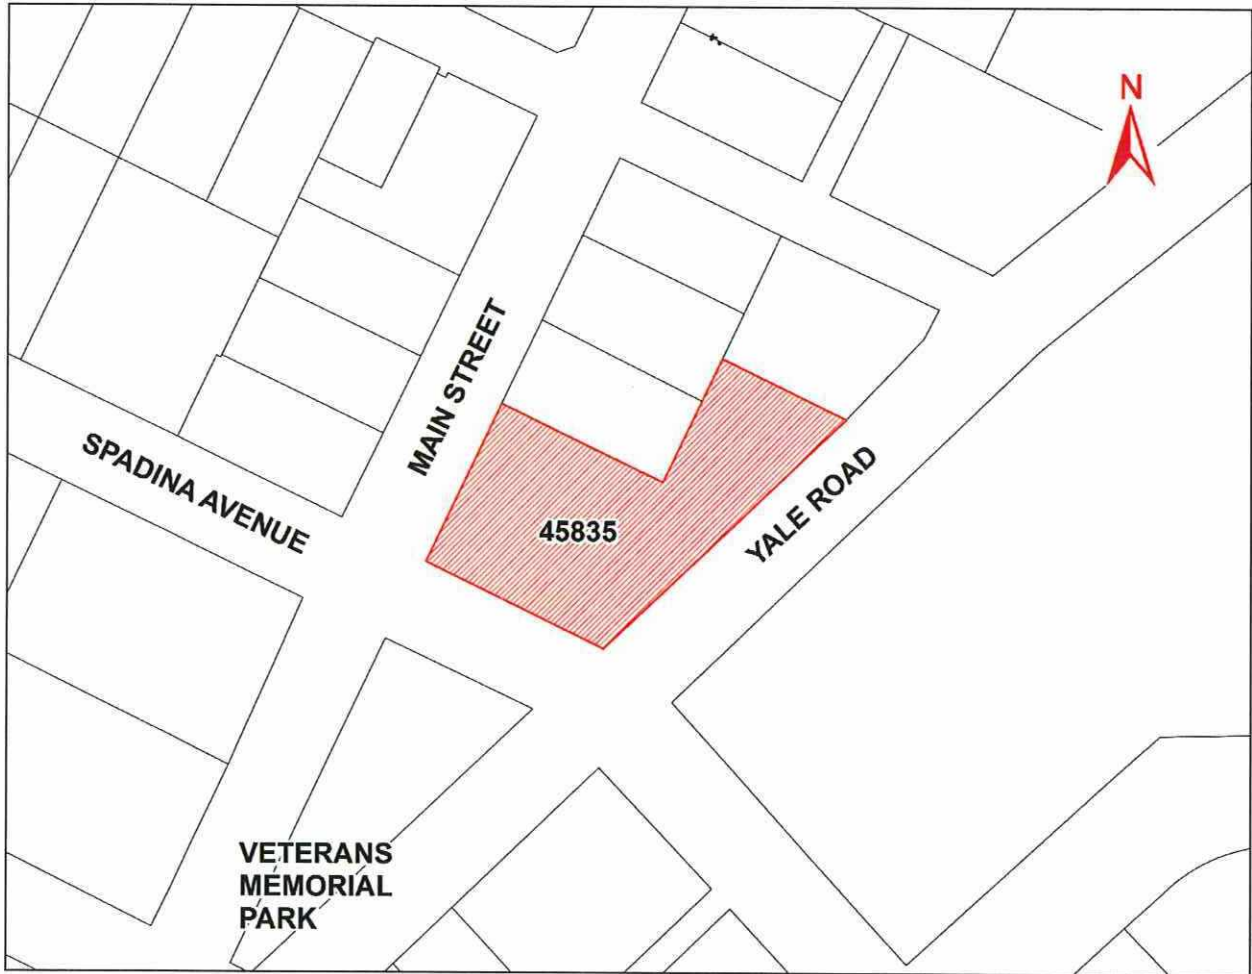 N
MAIN STREET
SPADINA AVENUE
45835
YALE ROAD
VETERANS
MEMORIAL
PARK